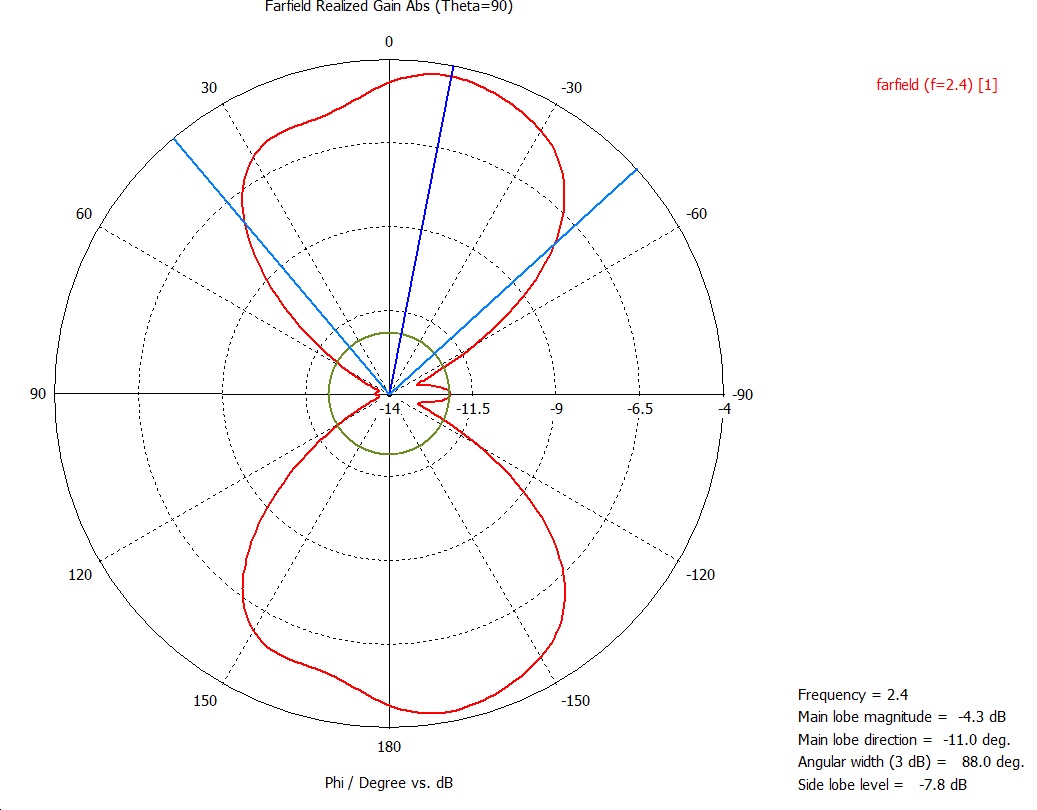 Farfield Realized Gain Abs (Theta=90)
0
30
-30
farfield (f=2.4) [1]
60
-60
90
-14
-11.5
-9
-6.5
-4
-90
120
-120
150
-150
180
Phi / Degree vs. dB
Frequency = 2.4
Main lobe magnitude = -4.3 dB
Main lobe direction = -11.0 deg.
Angular width (3 dB) = 88.0 deg.
Side lobe level = -7.8 dB